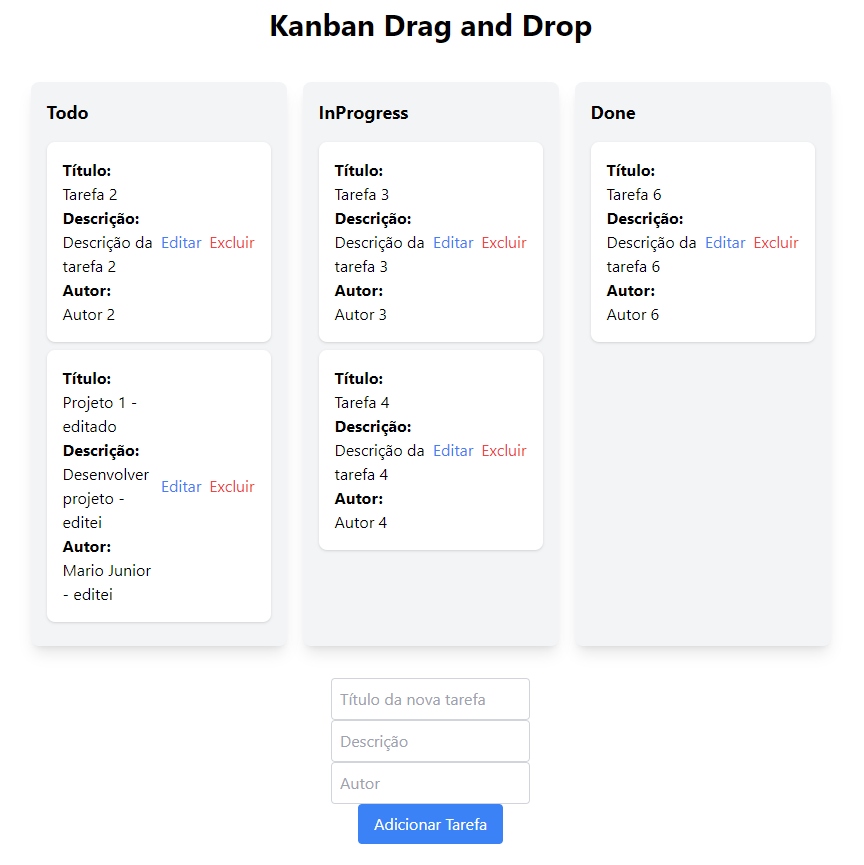 Kanban Drag and Drop
Todo
Título:
Tarefa 2
Descrição:
Descrição da
tarefa 2
Editar Excluir
Autor:
Autor 2
Título:
Projeto 1 -
editado
Descrição:
Desenvolver
projeto -
editei
Editar Excluir
Autor:
Mario Junior
- editei
InProgress
Título:
Tarefa 3
Descrição:
Descrição da
tarefa 3
Editar Excluir
Autor:
Autor 3
Título:
Tarefa 4
Descrição:
Descrição da
tarefa 4
Editar Excluir
Autor:
Autor 4
Done
Título:
Tarefa 6
Descrição:
Descrição da
tarefa 6
Editar Excluir
Autor:
Autor 6
Título da nova tarefa
Descrição
Autor
Adicionar Tarefa